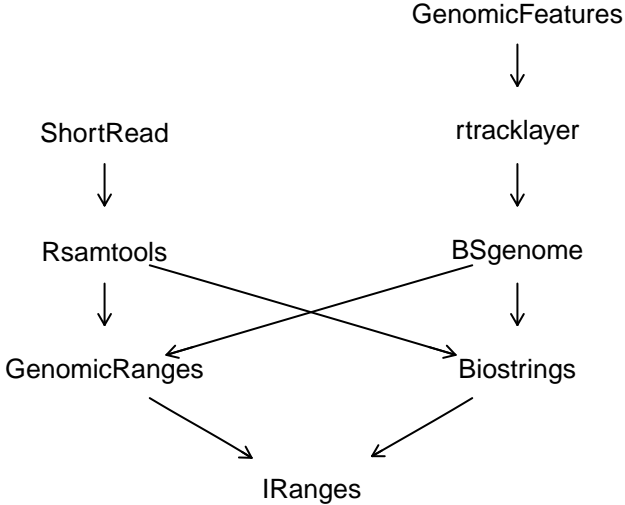 GenomicFeatures
ShortRead
rtracklayer
Rsamtools
BSgenome
GenomicRanges
Biostrings
IRanges